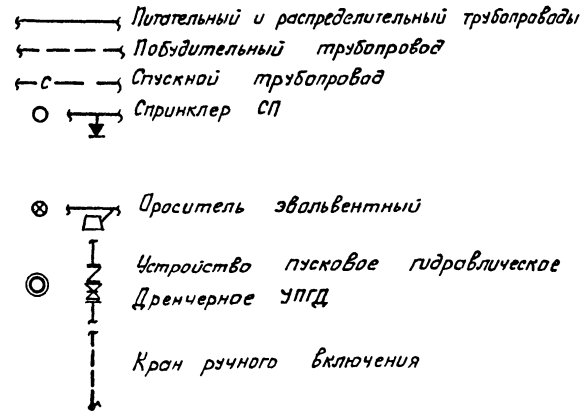 Питательный и распределительный трубопроводы
Побудительный трубопровод
с Спускной трубопровод
Спринклер СП
Ороситель эвольвентный
Устройство пусковое гидравлическое
Дренчерное УПГД
Кран ручного включения